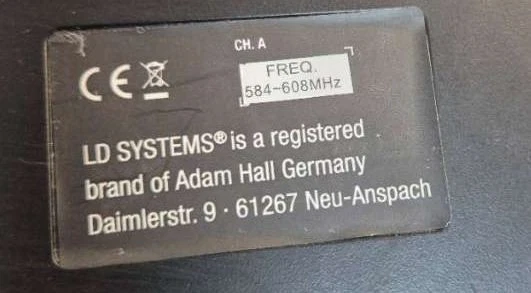 CH. A
CE
FREQ.
584~608MHz
LD SYSTEMS® is a registered
brand of Adam Hall Germany
Daimlerstr. 9 · 61267 Neu-Anspach